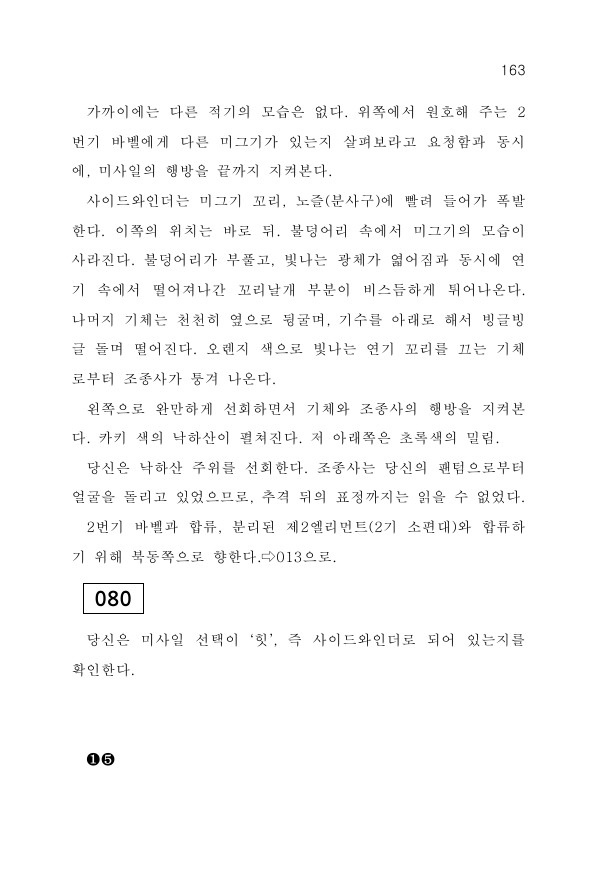 163
가까이에는 다른 적기의 모습은 없다. 위쪽에서 원호해 주는 2
번기 바벨에게 다른 미그기가 있는지 살펴보라고 요청함과 동시
에, 미사일의 행방을 끝까지 지켜본다.
사이드와인더는 미그기 꼬리, 노즐(분사구)에 빨려 들어가 폭발
한다. 이쪽의 위치는 바로 뒤. 불덩어리 속에서 미그기의 모습이
사라진다. 불덩어리가 부풀고, 빛나는 광체가 엷어짐과 동시에 연
기 속에서 떨어져나간 꼬리날개 부분이 비스듬하게 튀어나온다.
나머지 기체는 천천히 옆으로 뒹굴며, 기수를 아래로 해서 빙글빙
글 돌며 떨어진다. 오렌지 색으로 빛나는 연기 꼬리를 끄는 기체
로부터 조종사가 퉁겨 나온다.
왼쪽으로 완만하게 선회하면서 기체와 조종사의 행방을 지켜본
다. 카키 색의 낙하산이 펼쳐진다. 저 아래쪽은 초록색의 밀림.
당신은 낙하산 주위를 선회한다. 조종사는 당신의 팬텀으로부터
얼굴을 돌리고 있었으므로, 추격 뒤의 표정까지는 읽을 수 없었다.
2번기 바벨과 합류, 분리된 제2엘리먼트(2기 소편대)와 합류하
기 위해 북동쪽으로 향한다.⇨013으로.
080
당신은 미사일 선택이 ‘힛’, 즉 사이드와인더로 되어 있는지를
확인한다.
❶❺